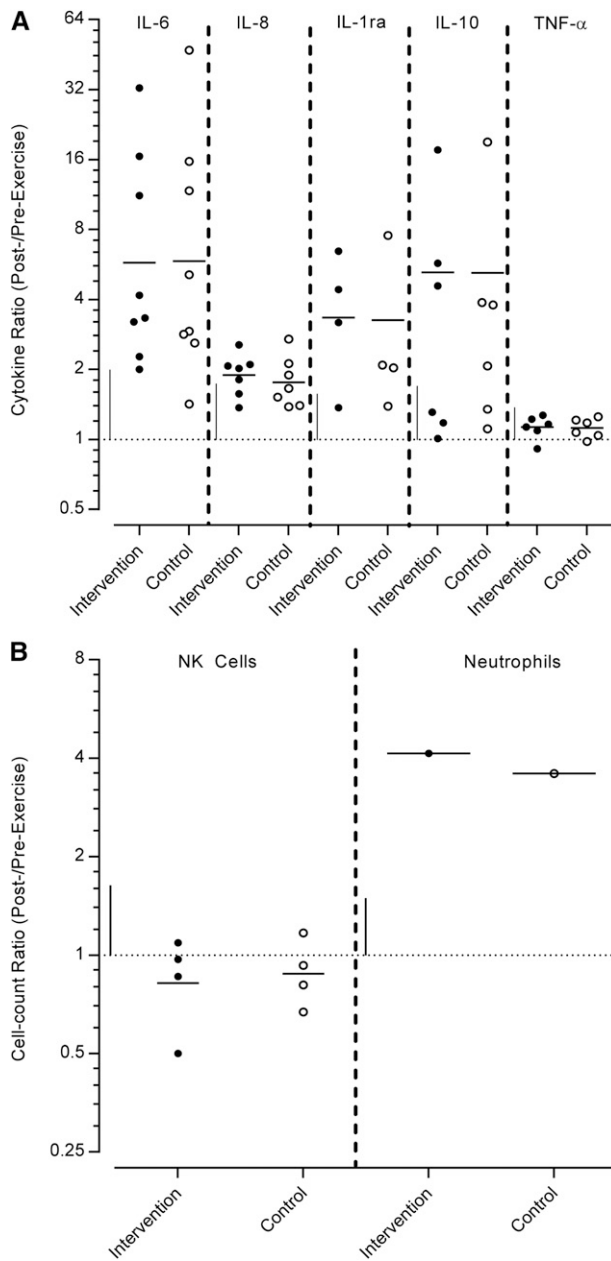 A
IL-6 IL-8 IL-1ra IL-10 TNF-α
Cytokine Ratio (Post-/Pre-Exercise)
64
32
16
8
4
2
1
0.5
Intervention Control Intervention Control Intervention Control Intervention Control Intervention Control
B
NK Cells Neutrophils
Cell-count Ratio (Post-/Pre-Exercise)
8
4
2
1
0.5
0.25
Intervention Control Intervention Control